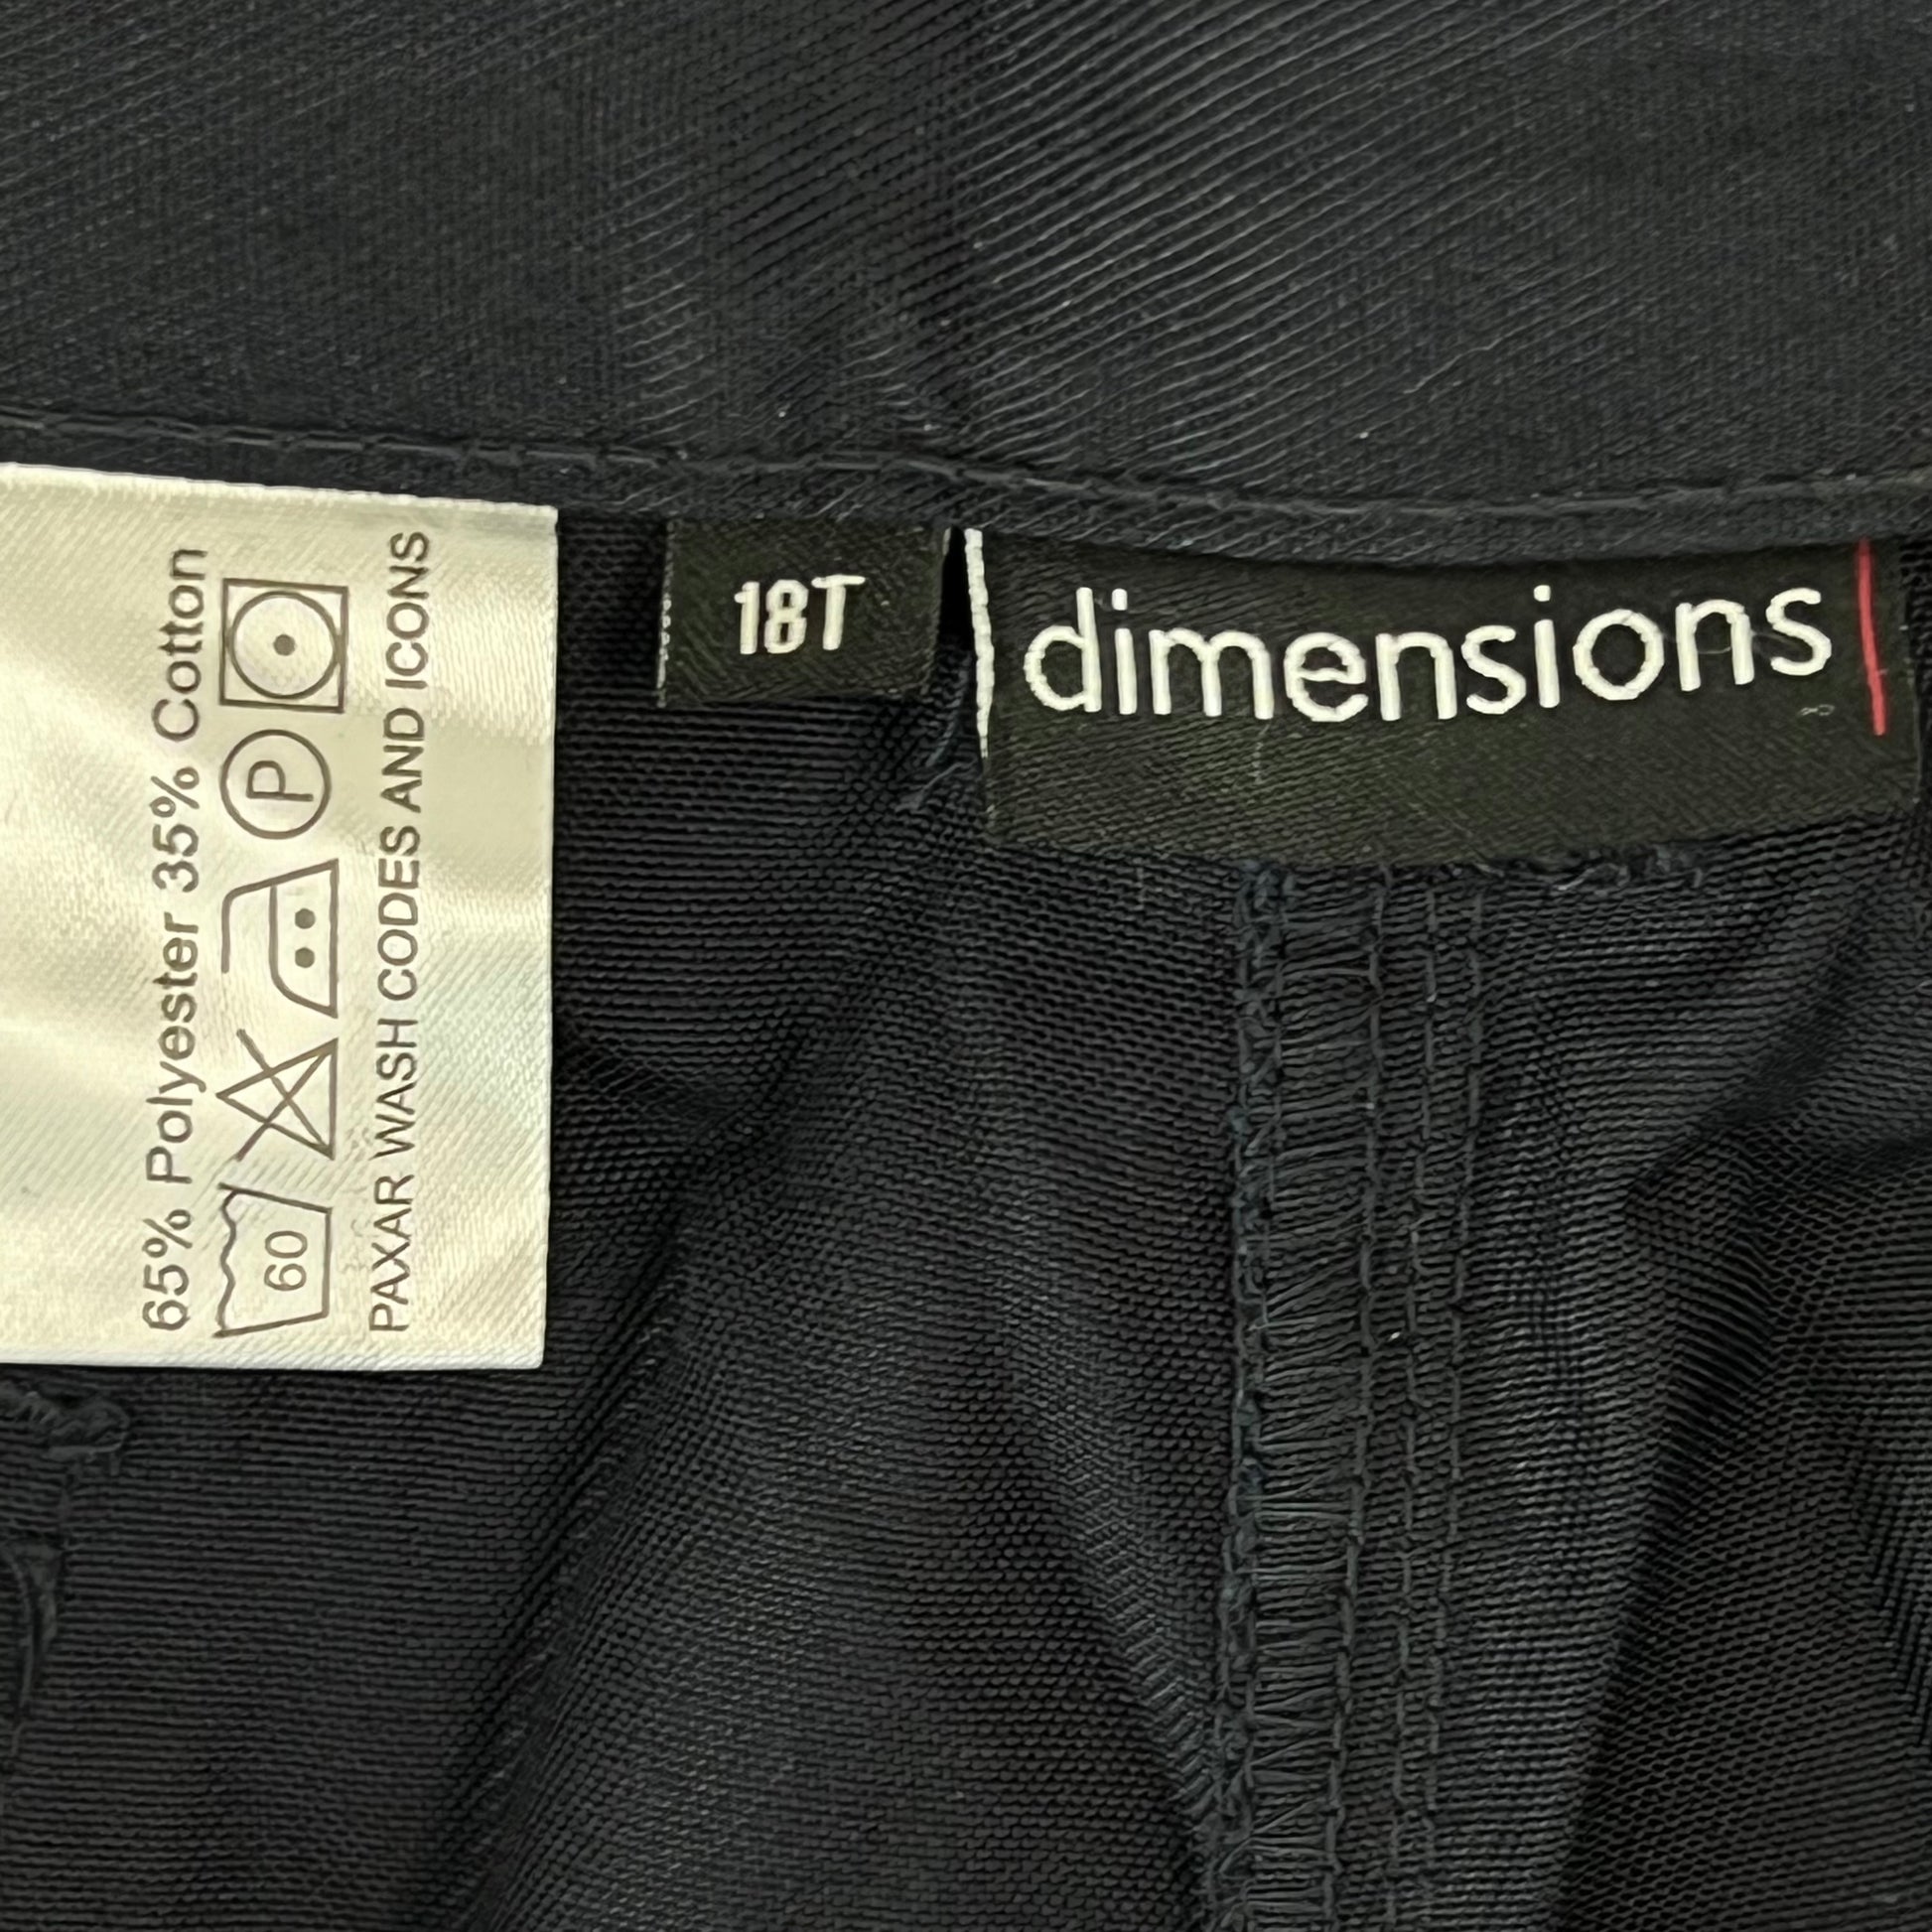 65% Polyester 35% Cotton
60 P
PAXAR WASH CODES AND ICONS
18T
dimensions